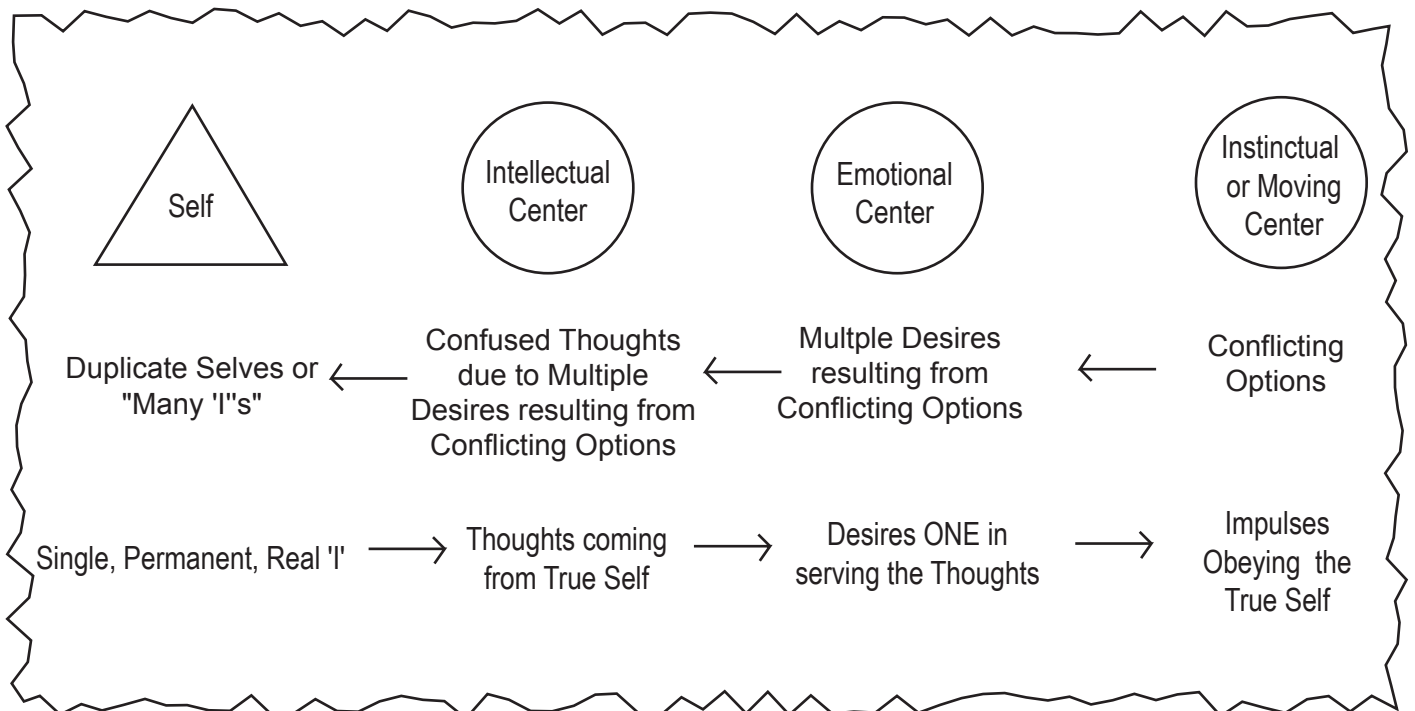 Self
Intellectual
Center
Emotional
Center
Instinctual
or Moving
Center
Duplicate Selves or
"Many 'I''s"
Confused Thoughts
due to Multiple
Desires resulting from
Conflicting Options
Multple Desires
resulting from
Conflicting Options
Conflicting
Options
Single, Permanent, Real 'I'
Thoughts coming
from True Self
Desires ONE in
serving the Thoughts
Impulses
Obeying the
True Self